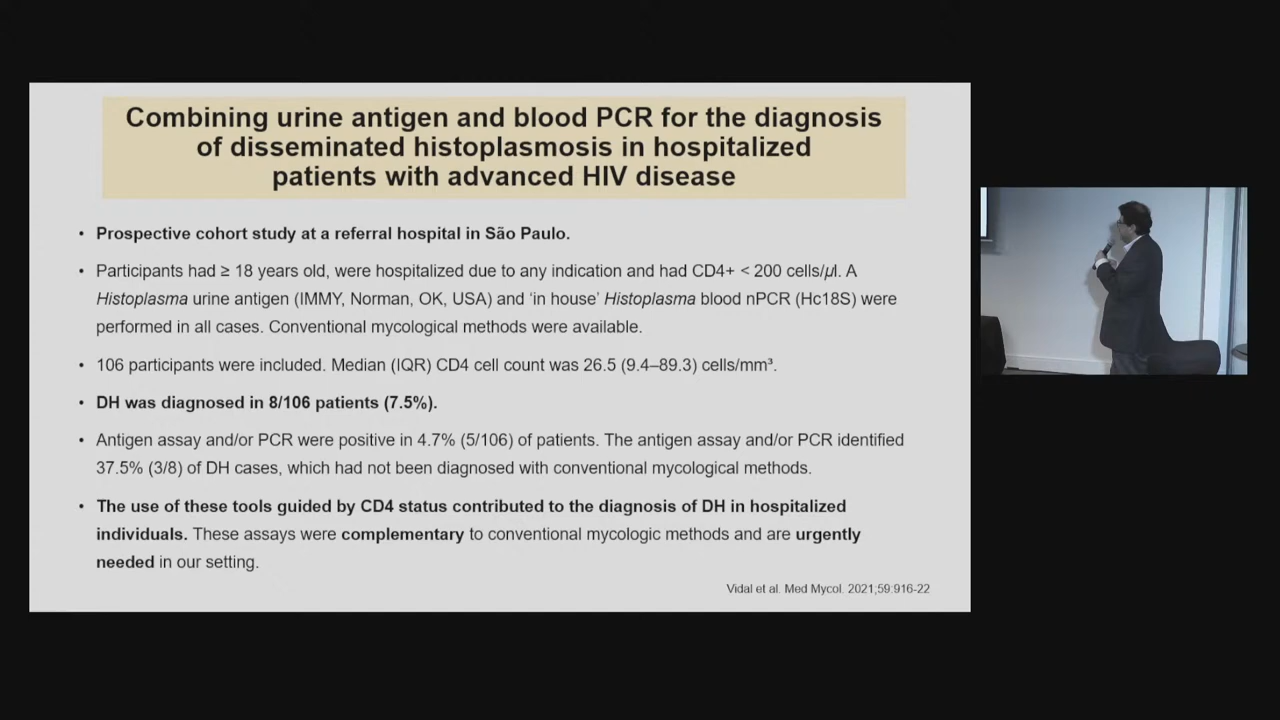 Combining urine antigen and blood PCR for the diagnosis
of disseminated histoplasmosis in hospitalized
patients with advanced HIV disease
• Prospective cohort study at a referral hospital in São Paulo.
• Participants had ≥ 18 years old, were hospitalized due to any indication and had CD4+ < 200 cells/µl. A
Histoplasma urine antigen (IMMY, Norman, OK, USA) and ‘in house’ Histoplasma blood nPCR (Hc18S) were
performed in all cases. Conventional mycological methods were available.
• 106 participants were included. Median (IQR) CD4 cell count was 26.5 (9.4–89.3) cells/mm³.
• DH was diagnosed in 8/106 patients (7.5%).
• Antigen assay and/or PCR were positive in 4.7% (5/106) of patients. The antigen assay and/or PCR identified
37.5% (3/8) of DH cases, which had not been diagnosed with conventional mycological methods.
• The use of these tools guided by CD4 status contributed to the diagnosis of DH in hospitalized
individuals. These assays were complementary to conventional mycologic methods and are urgently
needed in our setting.
Vidal et al. Med Mycol. 2021;59:916-22